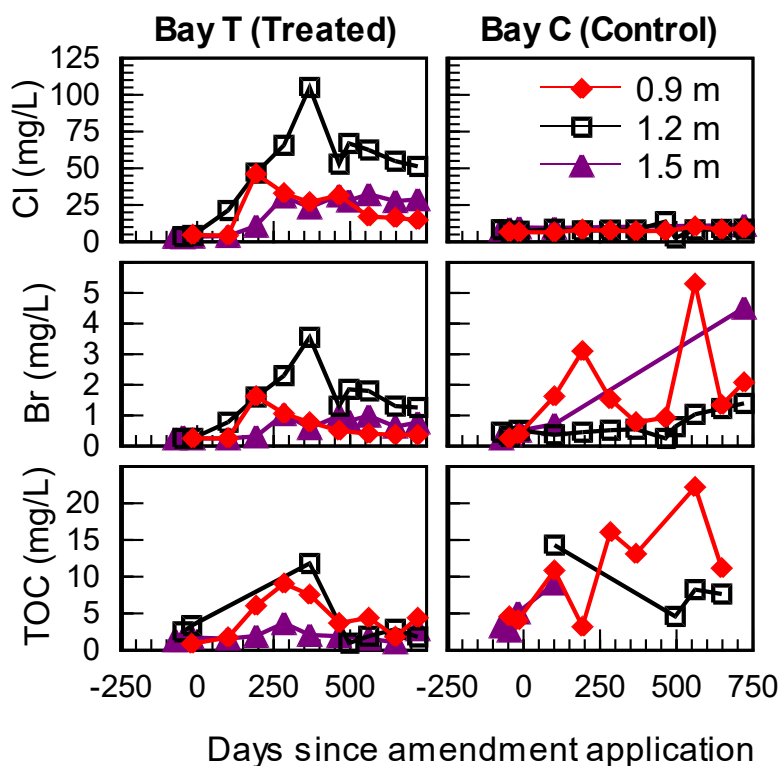 Bay T (Treated) Bay C (Control)
Cl (mg/L)
125
100
75
50
25
0
0.9 m
1.2 m
1.5 m
Br (mg/L)
5
4
3
2
1
0
TOC (mg/L)
20
15
10
5
0
-250 0 250 500 -250 0 250 500 750
Days since amendment application